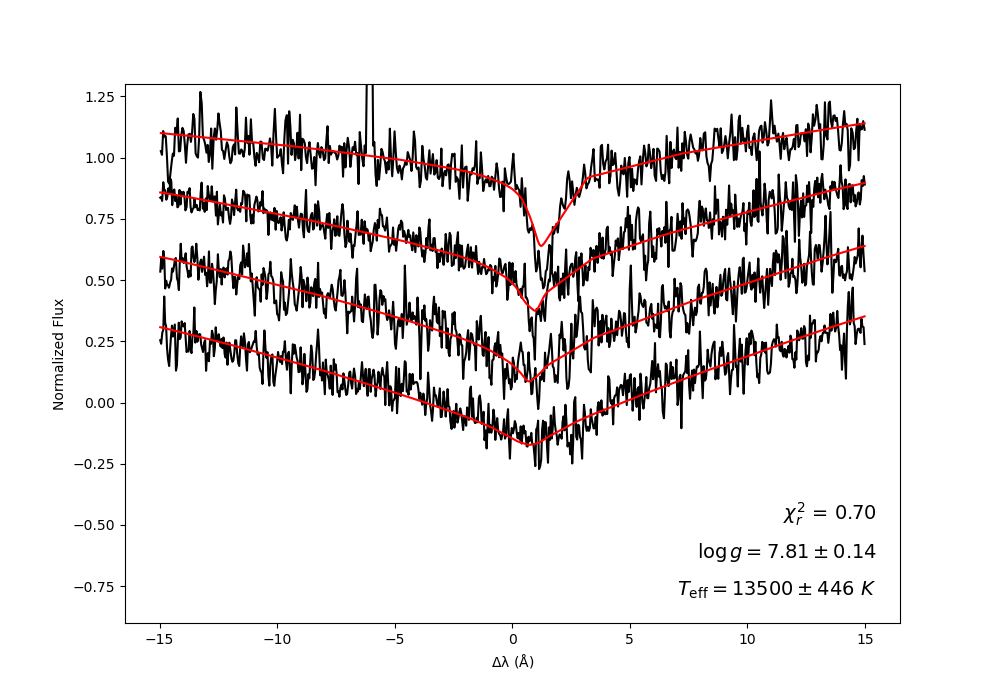 1.25
1.00
0.75
0.50
0.25
0.00
−0.25
−0.50
−0.75
Normalized Flux
χ²ᵣ = 0.70
log g = 7.81 ± 0.14
T_eff = 13500 ± 446 K
−15 −10 −5 0 5 10 15
Δλ (Å)